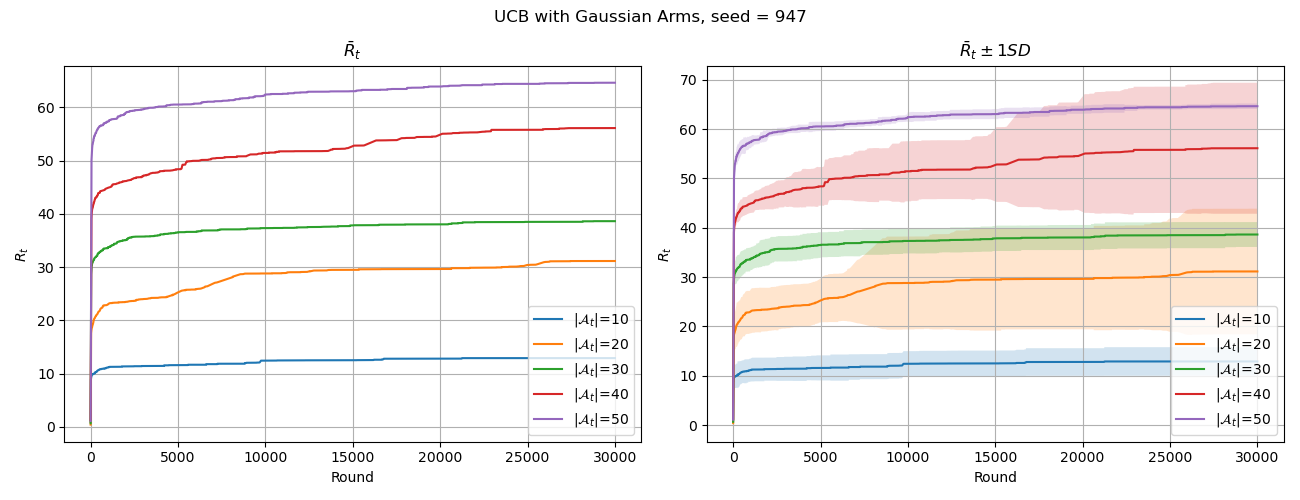 UCB with Gaussian Arms, seed = 947
R̄ₜ
Rₜ
60
50
40
30
20
10
0
0 5000 10000 15000 20000 25000 30000
Round
|𝒜ₜ|=10
|𝒜ₜ|=20
|𝒜ₜ|=30
|𝒜ₜ|=40
|𝒜ₜ|=50
R̄ₜ ± 1SD
Rₜ
70
60
50
40
30
20
10
0
0 5000 10000 15000 20000 25000 30000
Round
|𝒜ₜ|=10
|𝒜ₜ|=20
|𝒜ₜ|=30
|𝒜ₜ|=40
|𝒜ₜ|=50